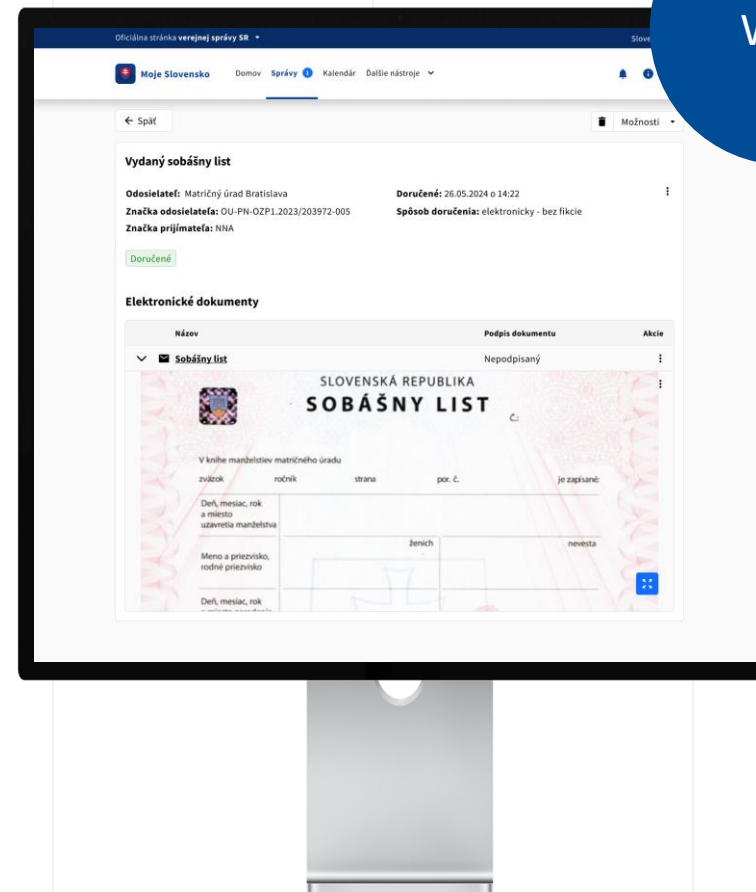 Oficiálna stránka verejnej správy SR
Moje Slovensko Domov Správy Kalendár Ďalšie nástroje
← Späť Možnosti
Vydaný sobášny list
Odosielateľ: Matričný úrad Bratislava Doručené: 26.05.2024 o 14:22
Značka odosielateľa: OU-PN-OZP1.2023/203972-005 Spôsob doručenia: elektronicky - bez fikcie
Značka prijímateľa: NNA
Doručené
Elektronické dokumenty
Názov Podpis dokumentu Akcie
Sobášny list Nepodpísaný
SLOVENSKÁ REPUBLIKA
SOBÁŠNY LIST
Č.:
V knihe manželstiev matričného úradu
zväzok ročník strana por. č. je zapísané:
Deň, mesiac, rok
a miesto
uzavretia manželstva
ženích nevesta
Meno a priezvisko,
rodné priezvisko
Deň, mesiac, rok